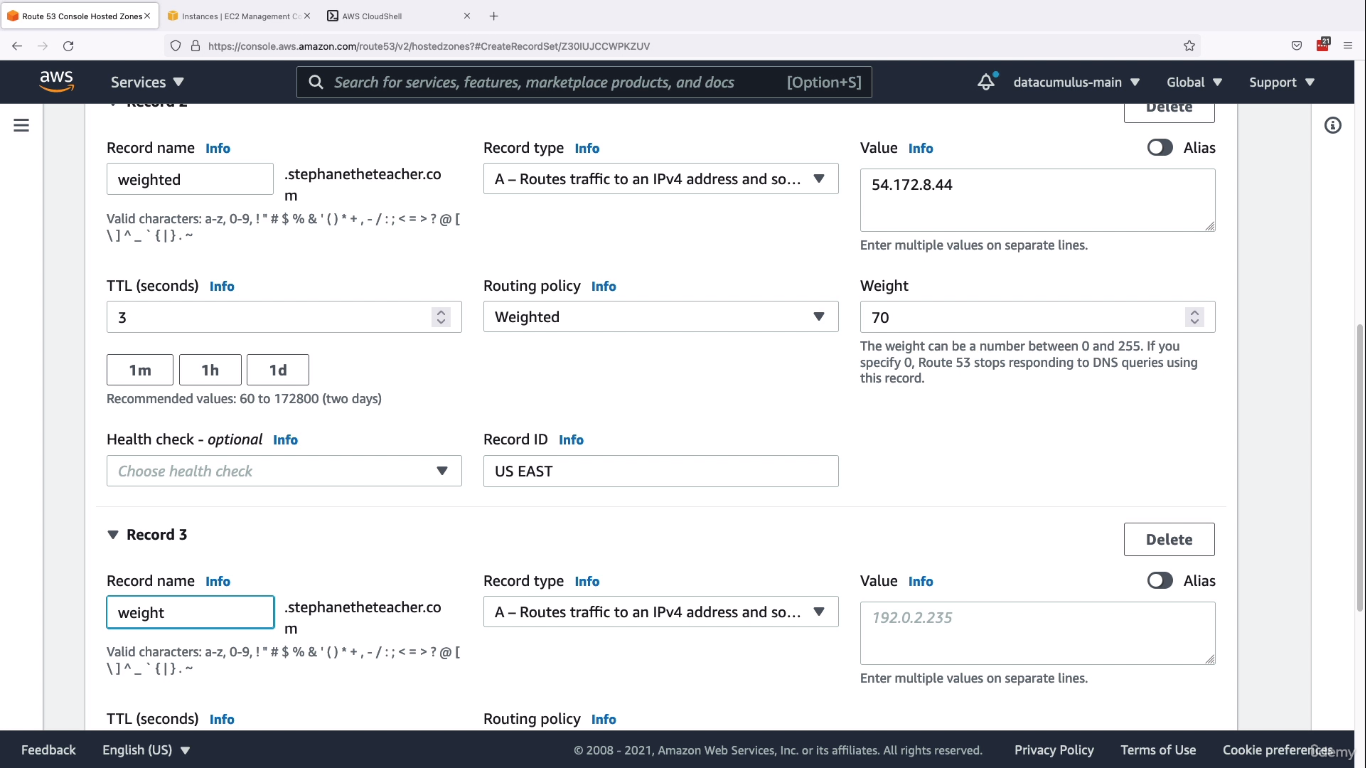 Route 53 Console Hosted Zones
Instances | EC2 Management Co
AWS CloudShell
https://console.aws.amazon.com/route53/v2/hostedzones?#CreateRecordSet/Z30IUJCCWPKZUV
21
aws
Services
Search for services, features, marketplace products, and docs [Option+S]
datacumulus-main
Global
Support
Record 2
Delete
Record name Info
Record type Info
Value Info
Alias
weighted
.stephanetheteacher.co
m
A – Routes traffic to an IPv4 address and so...
54.172.8.44
Valid characters: a-z, 0-9, ! " # $ % & ' ( ) * + , - / : ; < = > ? @ [
\ ] ^ _ ` { | } . ~
Enter multiple values on separate lines.
TTL (seconds) Info
Routing policy Info
Weight
3
Weighted
70
The weight can be a number between 0 and 255. If you
specify 0, Route 53 stops responding to DNS queries using
this record.
1m 1h 1d
Recommended values: 60 to 172800 (two days)
Health check - optional Info
Record ID Info
Choose health check
US EAST
Record 3
Delete
Record name Info
Record type Info
Value Info
Alias
weight
.stephanetheteacher.co
m
A – Routes traffic to an IPv4 address and so...
192.0.2.235
Valid characters: a-z, 0-9, ! " # $ % & ' ( ) * + , - / : ; < = > ? @ [
\ ] ^ _ ` { | } . ~
Enter multiple values on separate lines.
TTL (seconds) Info
Routing policy Info
Feedback
English (US)
© 2008 - 2021, Amazon Web Services, Inc. or its affiliates. All rights reserved.
Privacy Policy
Terms of Use
Cookie preferences
Udemy